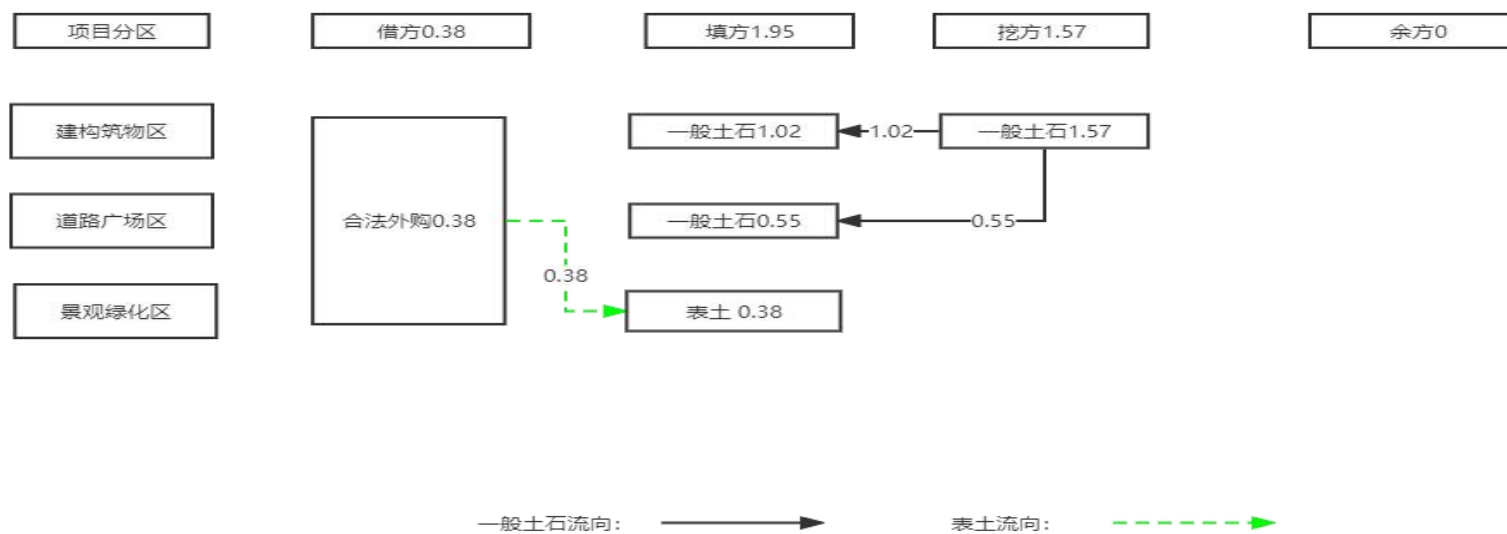 项目分区 借方0.38 填方1.95 挖方1.57 余方0
建构筑物区 一般土石1.02 1.02 一般土石1.57
道路广场区 合法外购0.38 一般土石0.55 0.55
0.38
景观绿化区 表土 0.38
一般土石流向： 表土流向：